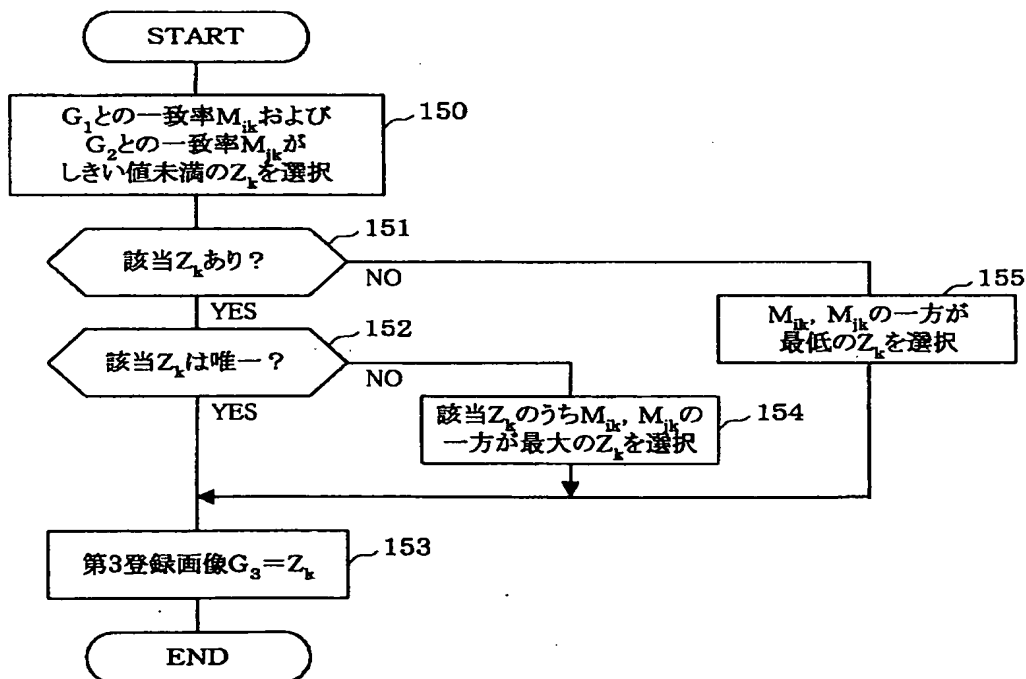 START
G₁との一致率Mᵢₖおよび
G₂との一致率Mⱼₖが
しきい値未満のZₖを選択
150
該当Zₖあり？
151
NO
YES
155
Mᵢₖ, Mⱼₖの一方が
最低のZₖを選択
該当Zₖは唯一？
152
NO
YES
該当ZₖのうちMᵢₖ, Mⱼₖの
一方が最大のZₖを選択
154
第3登録画像G₃＝Zₖ
153
END